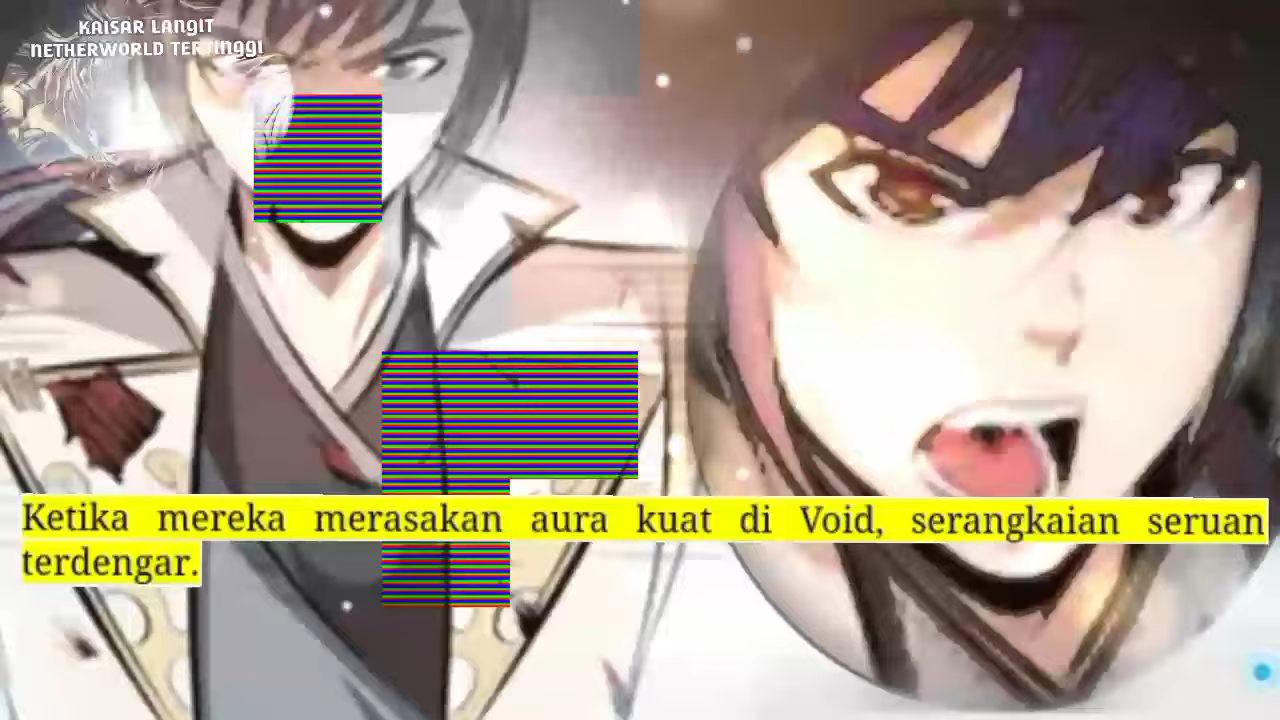 KAISAR LANGIT
NETHERWORLD TERTINGGI
Ketika mereka merasakan aura kuat di Void, serangkaian seruan
terdengar.